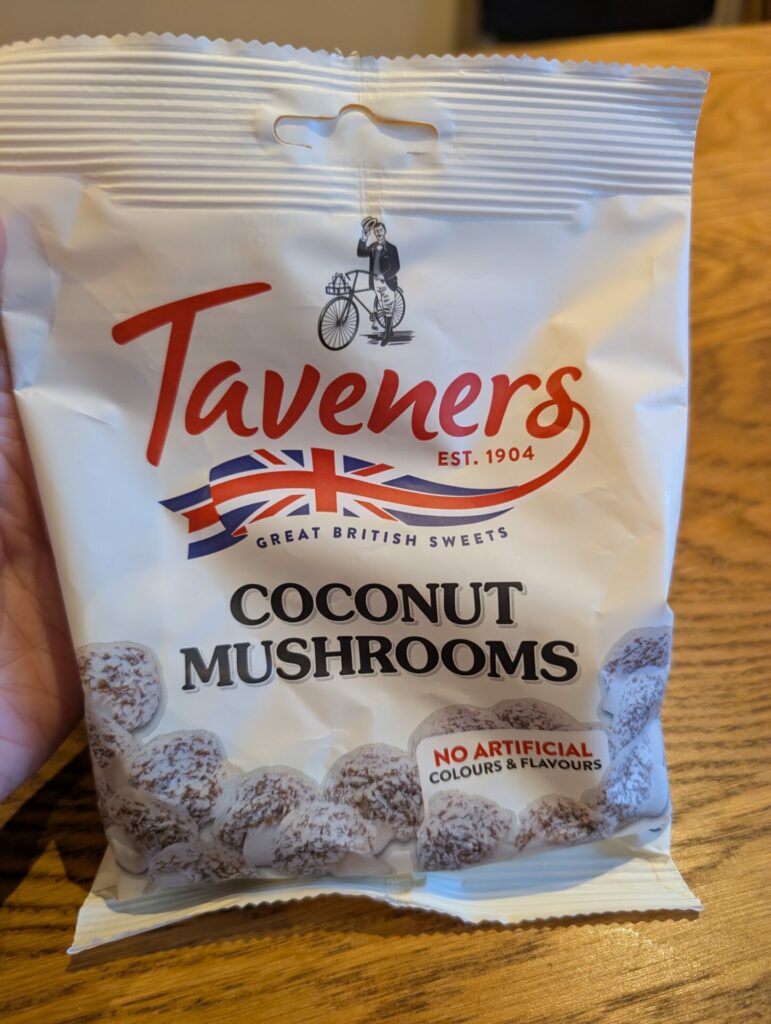 Taveners
EST. 1904
GREAT BRITISH SWEETS
COCONUT
MUSHROOMS
NO ARTIFICIAL
COLOURS & FLAVOURS